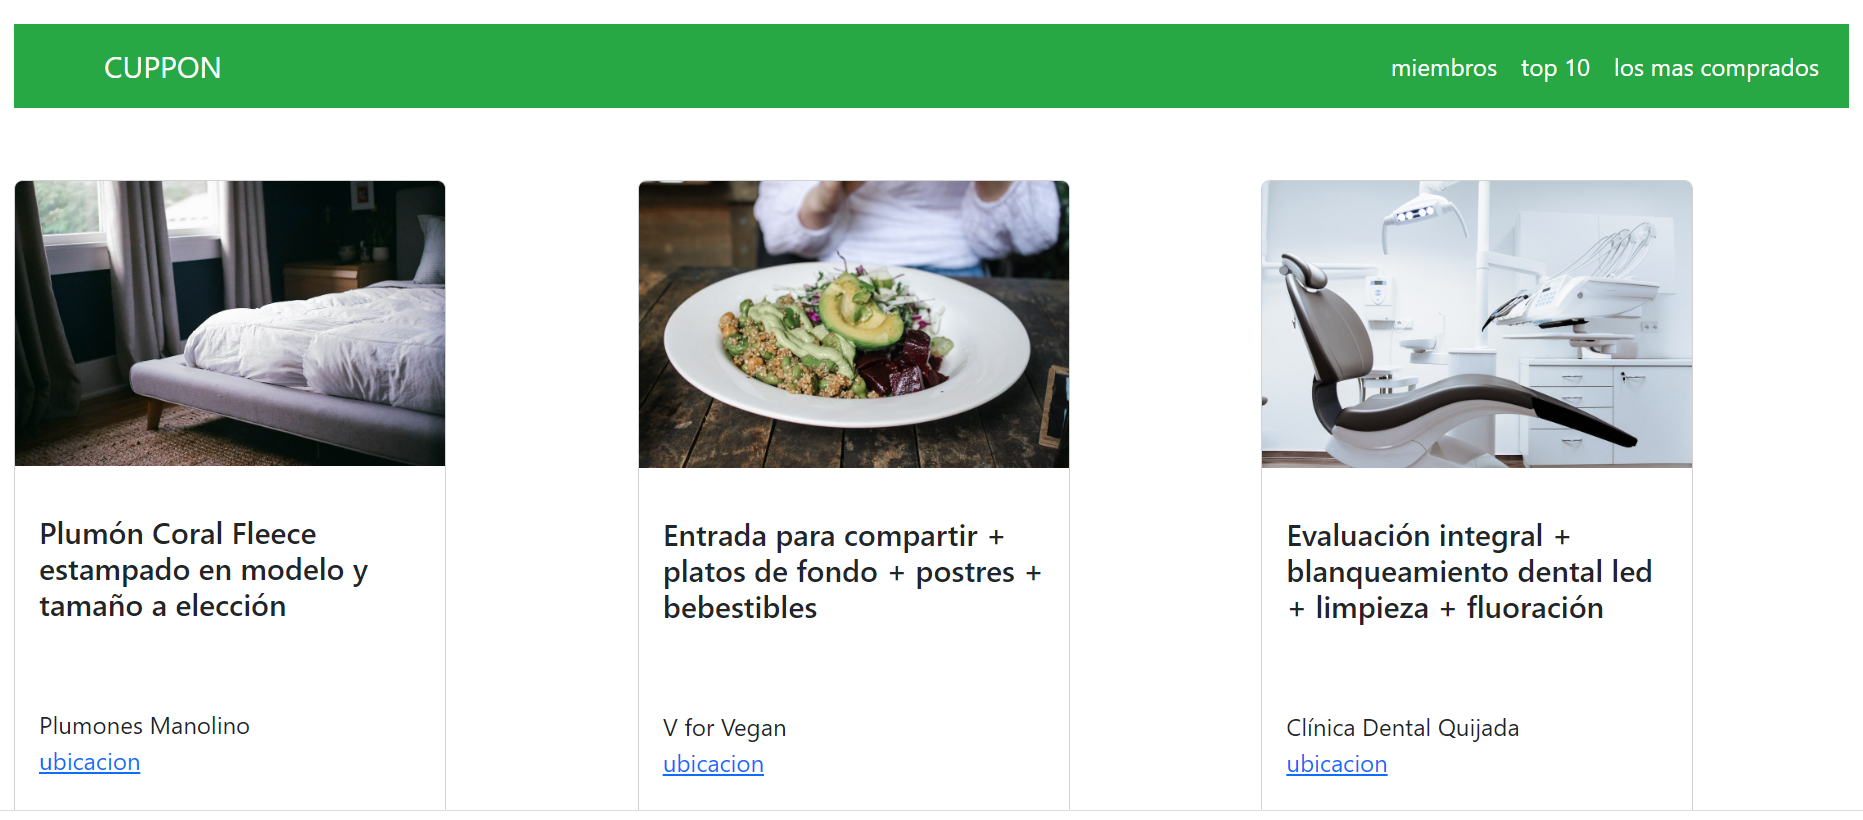 CUPPON
miembros top 10 los mas comprados
Plumón Coral Fleece
estampado en modelo y
tamaño a elección
Plumones Manolino
ubicacion
Entrada para compartir +
platos de fondo + postres +
bebestibles
V for Vegan
ubicacion
Evaluación integral +
blanqueamiento dental led
+ limpieza + fluoración
Clínica Dental Quijada
ubicacion